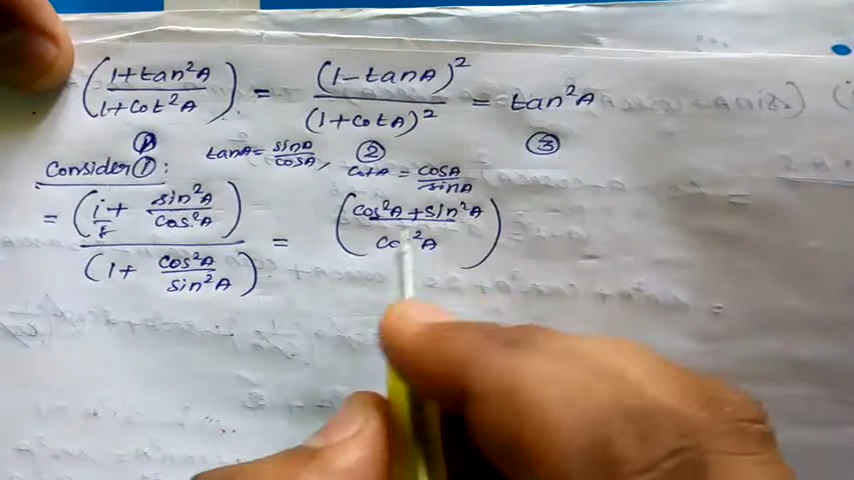 (1+tan²A / 1+cot²A) = (1-tanA)² / (1+cotA)² = tan²A
① ② ③
Consider ① : tanA = sinA/cosA, cotA = cosA/sinA
= (1 + sin²A/cos²A) / (1 + cos²A/sin²A) = (cos²A + sin²A / cos²A)